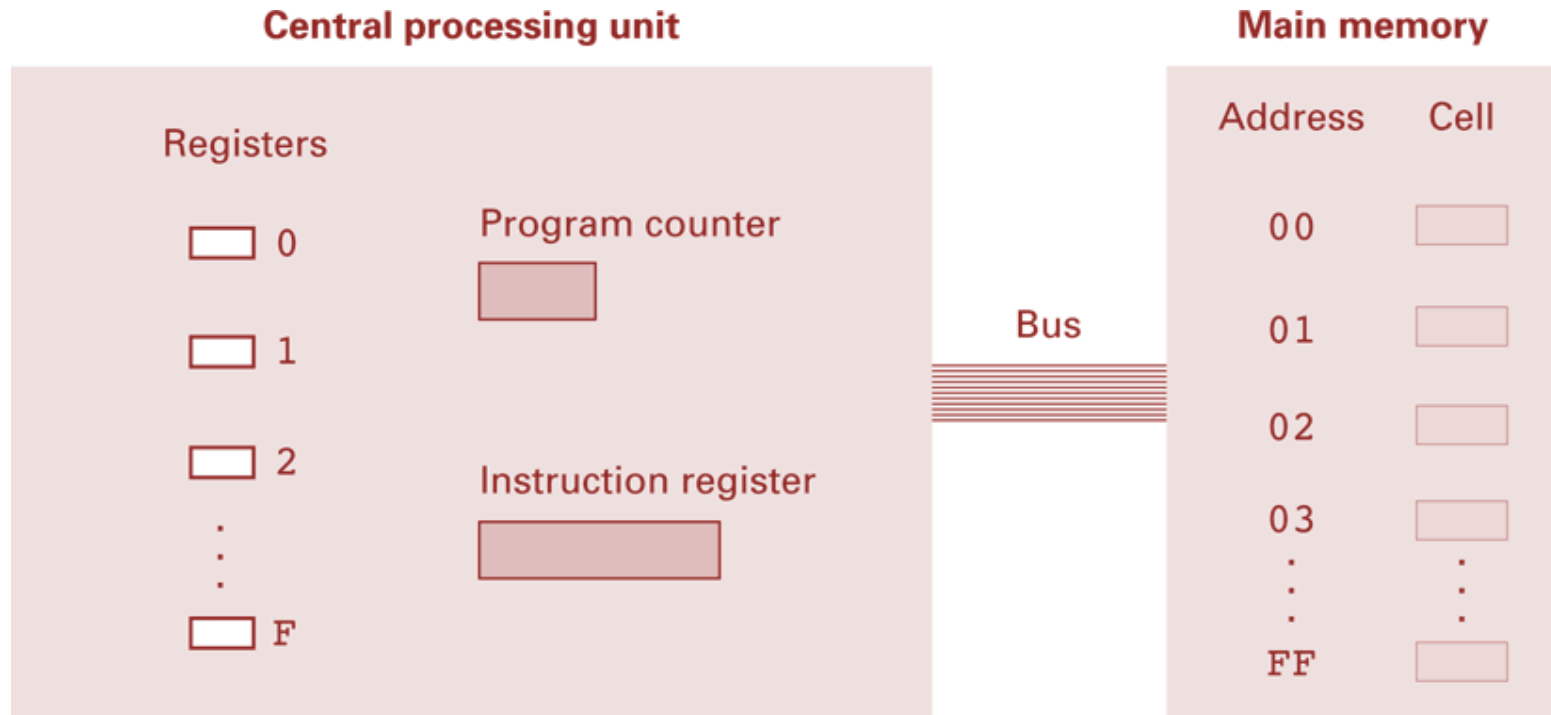 Central processing unit
Registers
0
1
2
F
Program counter
Instruction register
Bus
Main memory
Address Cell
00
01
02
03
FF